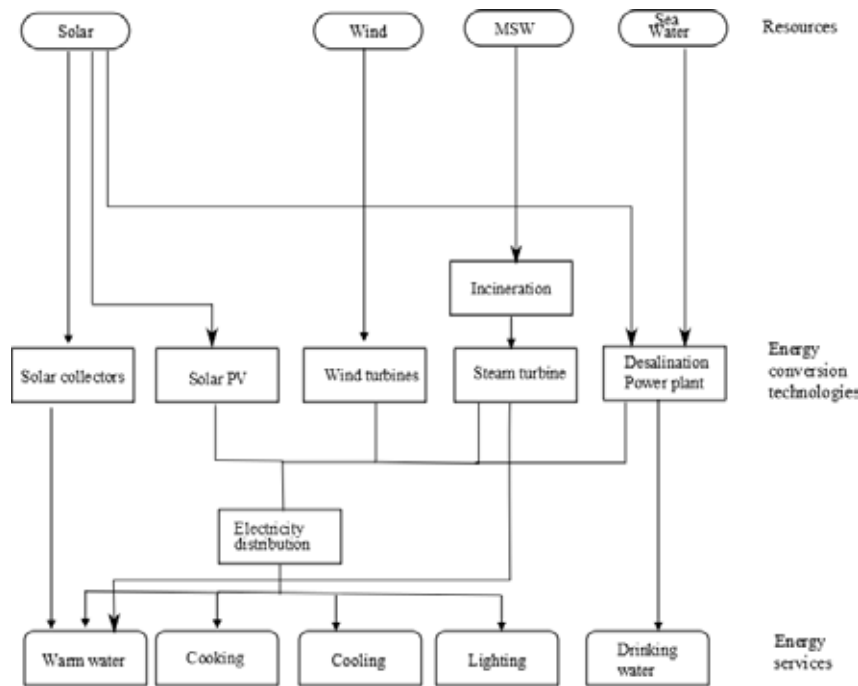 Solar
Wind
MSW
Sea
Water
Resources
Incineration
Solar collectors
Solar PV
Wind turbines
Steam turbine
Desalination
Power plant
Energy
conversion
technologies
Electricity
distribution
Warm water
Cooking
Cooling
Lighting
Drinking
water
Energy
services